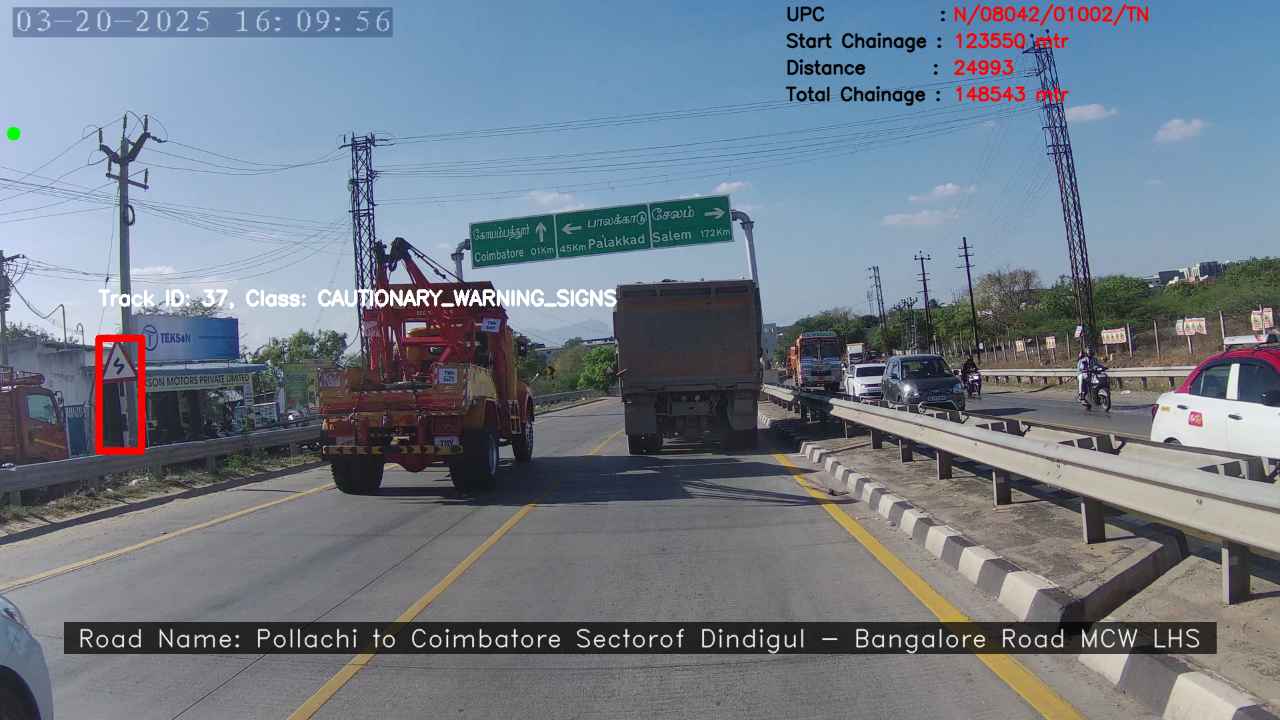 03-20-2025 16:09:56
UPC : N/08042/01002/TN
Start Chainage : 123550 mtr
Distance : 24993
Total Chainage : 148543 mtr
கோயம்புத்தூர்
Coimbatore 01Km
பாலக்காடு
45Km Palakkad
சேலம்
Salem 172Km
Track ID: 37, Class: CAUTIONARY_WARNING_SIGNS
TEKSAN
SON MOTORS PRIVATE LIMITED
Road Name: Pollachi to Coimbatore Sectorof Dindigul - Bangalore Road MCW LHS